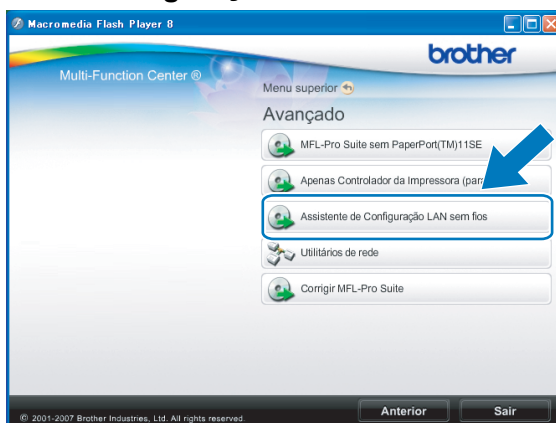 Macromedia Flash Player 8
brother
Multi-Function Center ®
Menu superior
Avançado
MFL-Pro Suite sem PaperPort(TM)11SE
Apenas Controlador da Impressora
Assistente de Configuração LAN sem fios
Utilitários de rede
Corrigir MFL-Pro Suite
Anterior
Sair
© 2001-2007 Brother Industries, Ltd. All rights reserved.